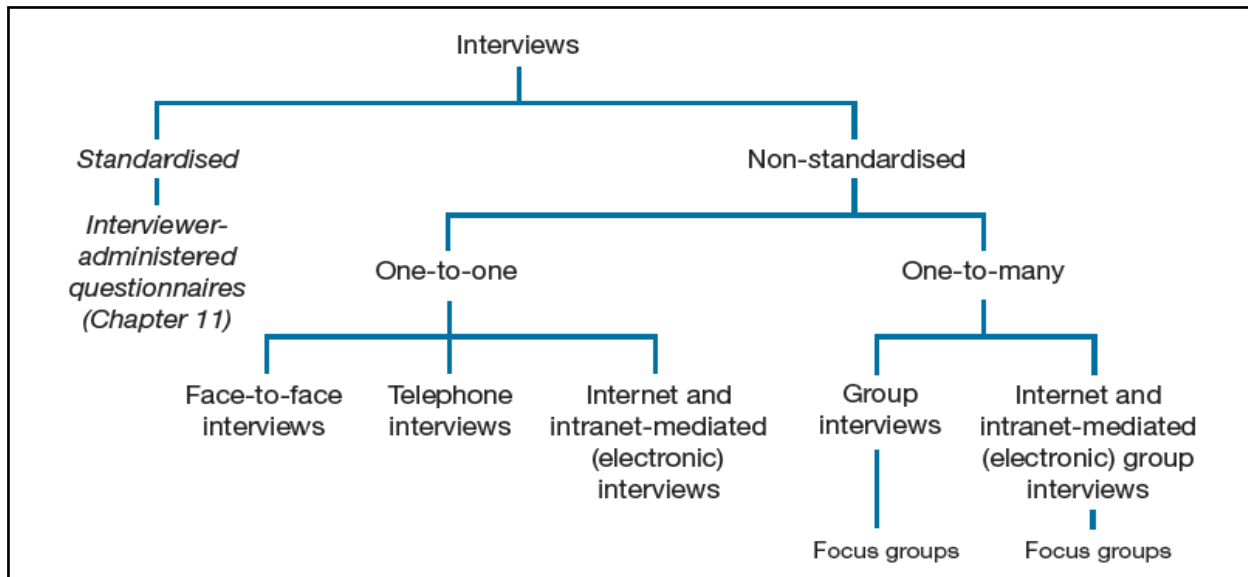 Interviews
Standardised
Non-standardised
Interviewer-
administered
questionnaires
(Chapter 11)
One-to-one
One-to-many
Face-to-face
interviews
Telephone
interviews
Internet and
intranet-mediated
(electronic)
interviews
Group
interviews
Internet and
intranet-mediated
(electronic) group
interviews
Focus groups
Focus groups